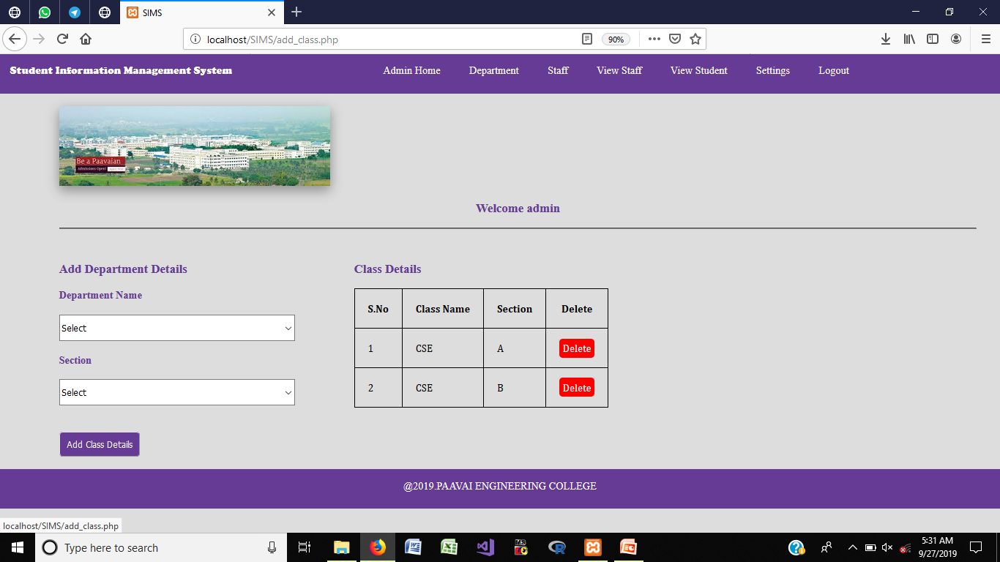 SIMS
localhost/SIMS/add_class.php
90%
Student Information Management System
Admin Home
Department
Staff
View Staff
View Student
Settings
Logout
Be a Paavaian
Admissions Open!
Welcome admin
Add Department Details
Department Name
Select
Section
Select
Add Class Details
Class Details
S.No Class Name Section Delete
1 CSE A Delete
2 CSE B Delete
@2019.PAAVAI ENGINEERING COLLEGE
localhost/SIMS/add_class.php
Type here to search
5:31 AM
9/27/2019